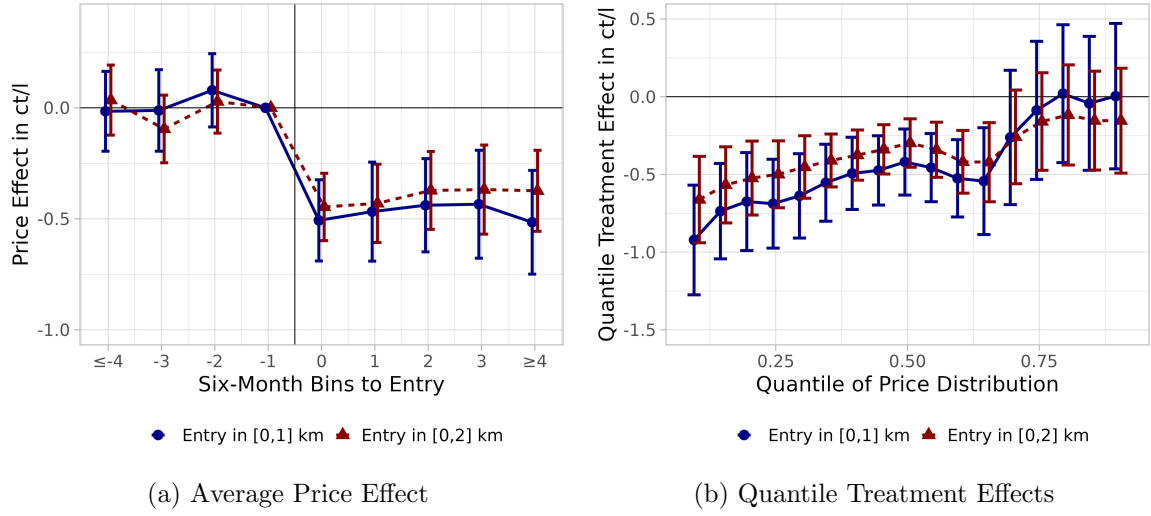 Price Effect in ct/l
0.0
-0.5
-1.0
≤-4
-3
-2
-1
0
1
2
3
≥4
Six-Month Bins to Entry
Entry in [0,1] km
Entry in [0,2] km
(a) Average Price Effect
Quantile Treatment Effect in ct/l
0.5
0.0
-0.5
-1.0
-1.5
0.25
0.50
0.75
Quantile of Price Distribution
Entry in [0,1] km
Entry in [0,2] km
(b) Quantile Treatment Effects